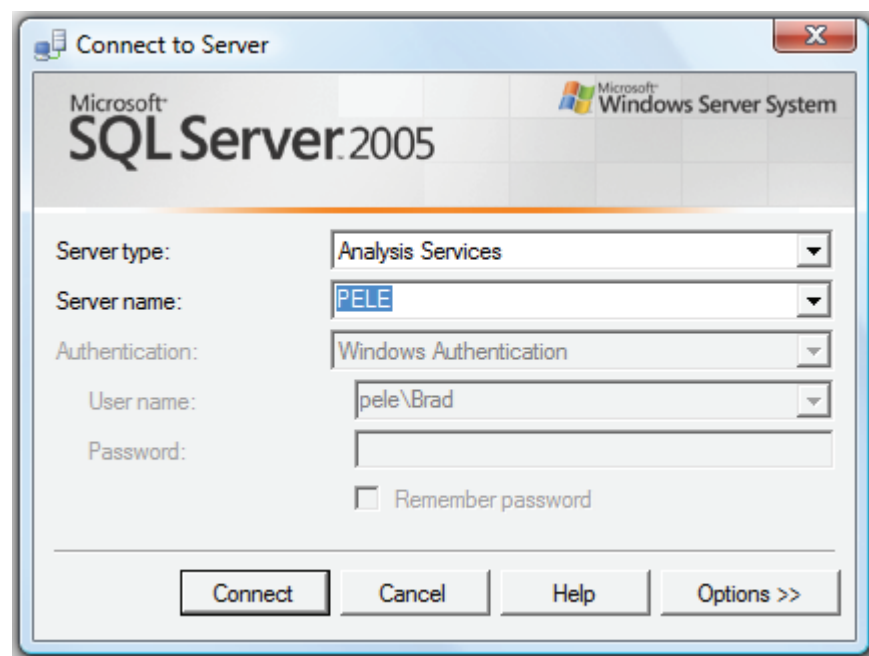 Connect to Server
Microsoft
SQL Server 2005
Microsoft
Windows Server System
Server type: Analysis Services
Server name: PELE
Authentication: Windows Authentication
User name: pele\Brad
Password:
Remember password
Connect Cancel Help Options >>